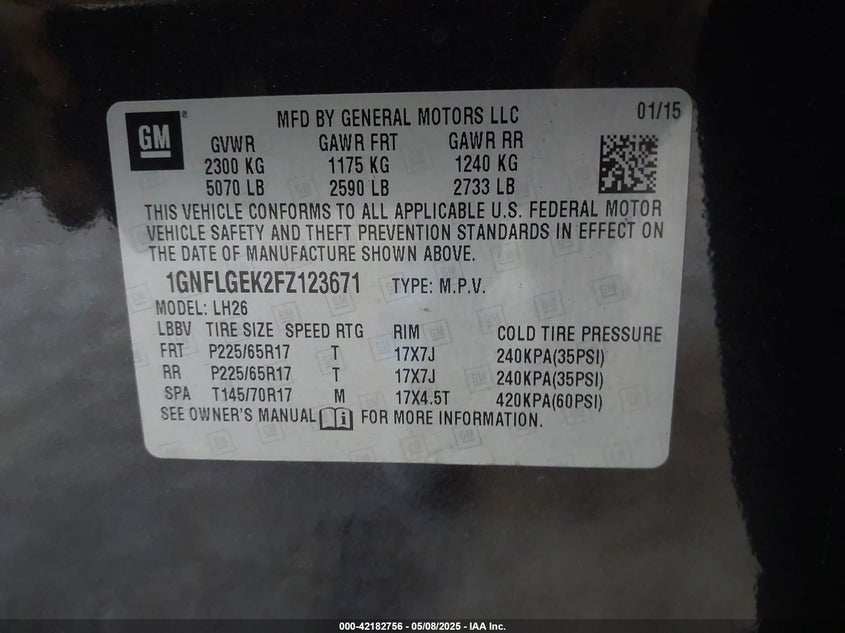 GM
MFD BY GENERAL MOTORS LLC 01/15
GVWR GAWR FRT GAWR RR
2300 KG 1175 KG 1240 KG
5070 LB 2590 LB 2733 LB
THIS VEHICLE CONFORMS TO ALL APPLICABLE U.S. FEDERAL MOTOR
VEHICLE SAFETY AND THEFT PREVENTION STANDARDS IN EFFECT ON
THE DATE OF MANUFACTURE SHOWN ABOVE.
1GNFLGEK2FZ123671 TYPE: M.P.V.
MODEL: LH26
LBBV TIRE SIZE SPEED RTG RIM COLD TIRE PRESSURE
FRT P225/65R17 T 17X7J 240KPA(35PSI)
RR P225/65R17 T 17X7J 240KPA(35PSI)
SPA T145/70R17 M 17X4.5T 420KPA(60PSI)
SEE OWNER'S MANUAL i FOR MORE INFORMATION.
000-42182756 - 05/08/2025 - IAA Inc.